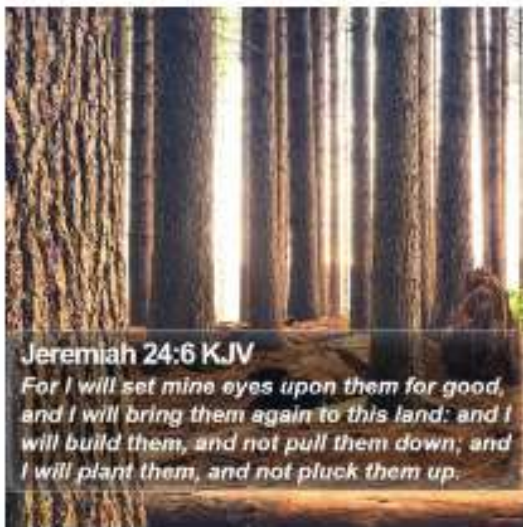 Jeremiah 24:6 KJV
For I will set mine eyes upon them for good,
and I will bring them again to this land: and I
will build them, and not pull them down; and
I will plant them, and not pluck them up.